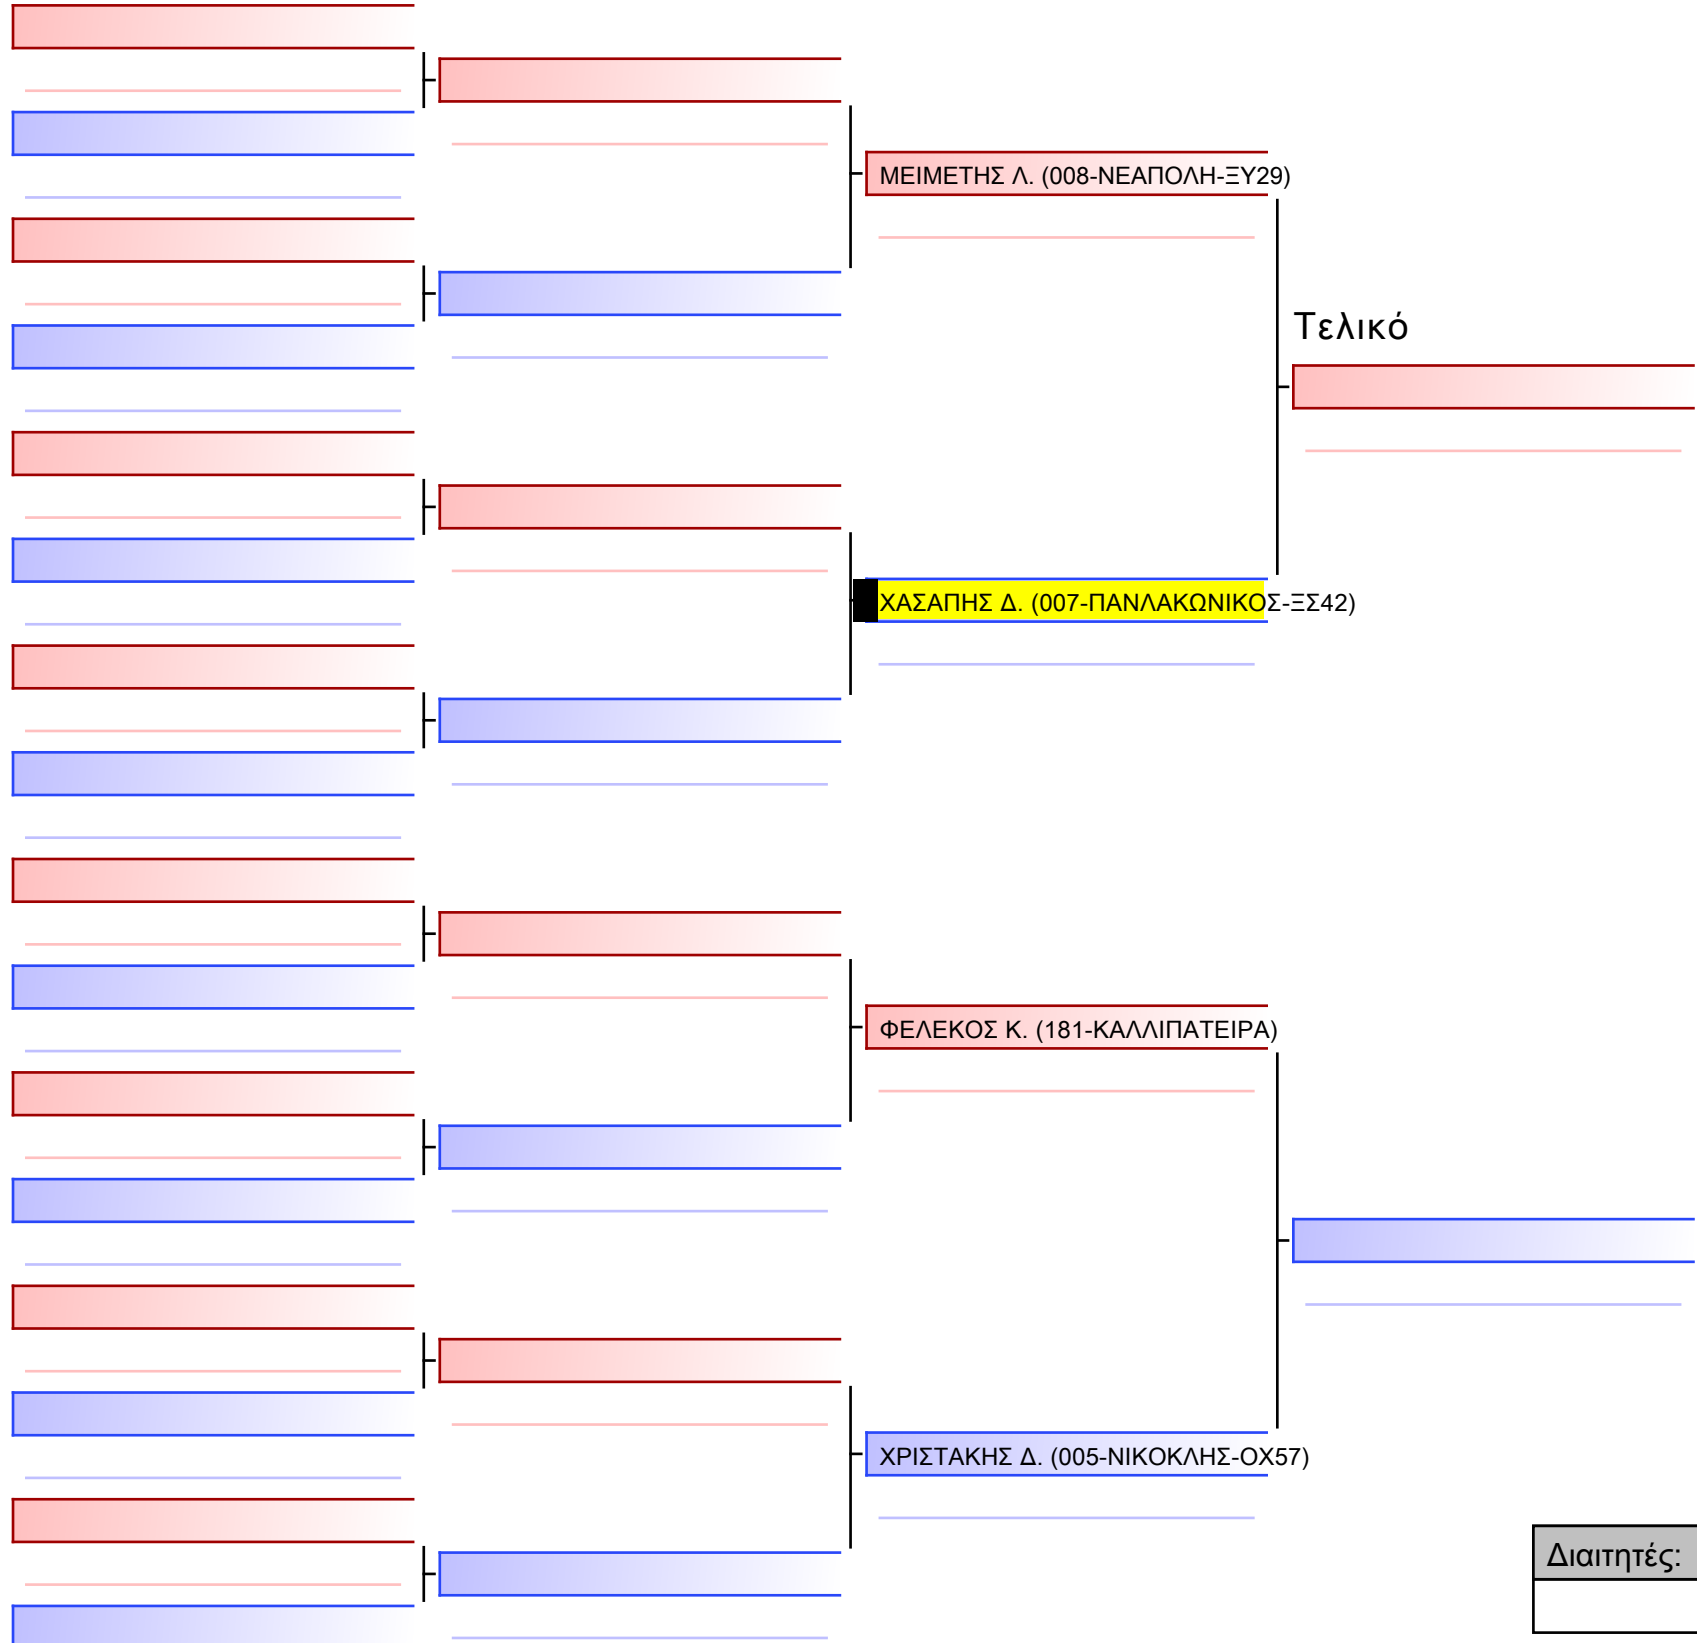 ΜΕΙΜΕΤΗΣ Λ. (008-ΝΕΑΠΟΛΗ-ΞΥ29)
Τελικό
ΧΑΣΑΠΗΣ Δ. (007-ΠΑΝΛΑΚΩΝΙΚΟΣ-ΞΣ42)
ΦΕΛΕΚΟΣ Κ. (181-ΚΑΛΛΙΠΑΤΕΙΡΑ)
ΧΡΙΣΤΑΚΗΣ Δ. (005-ΝΙΚΟΚΛΗΣ-ΟΧ57)
Διαιτητές: